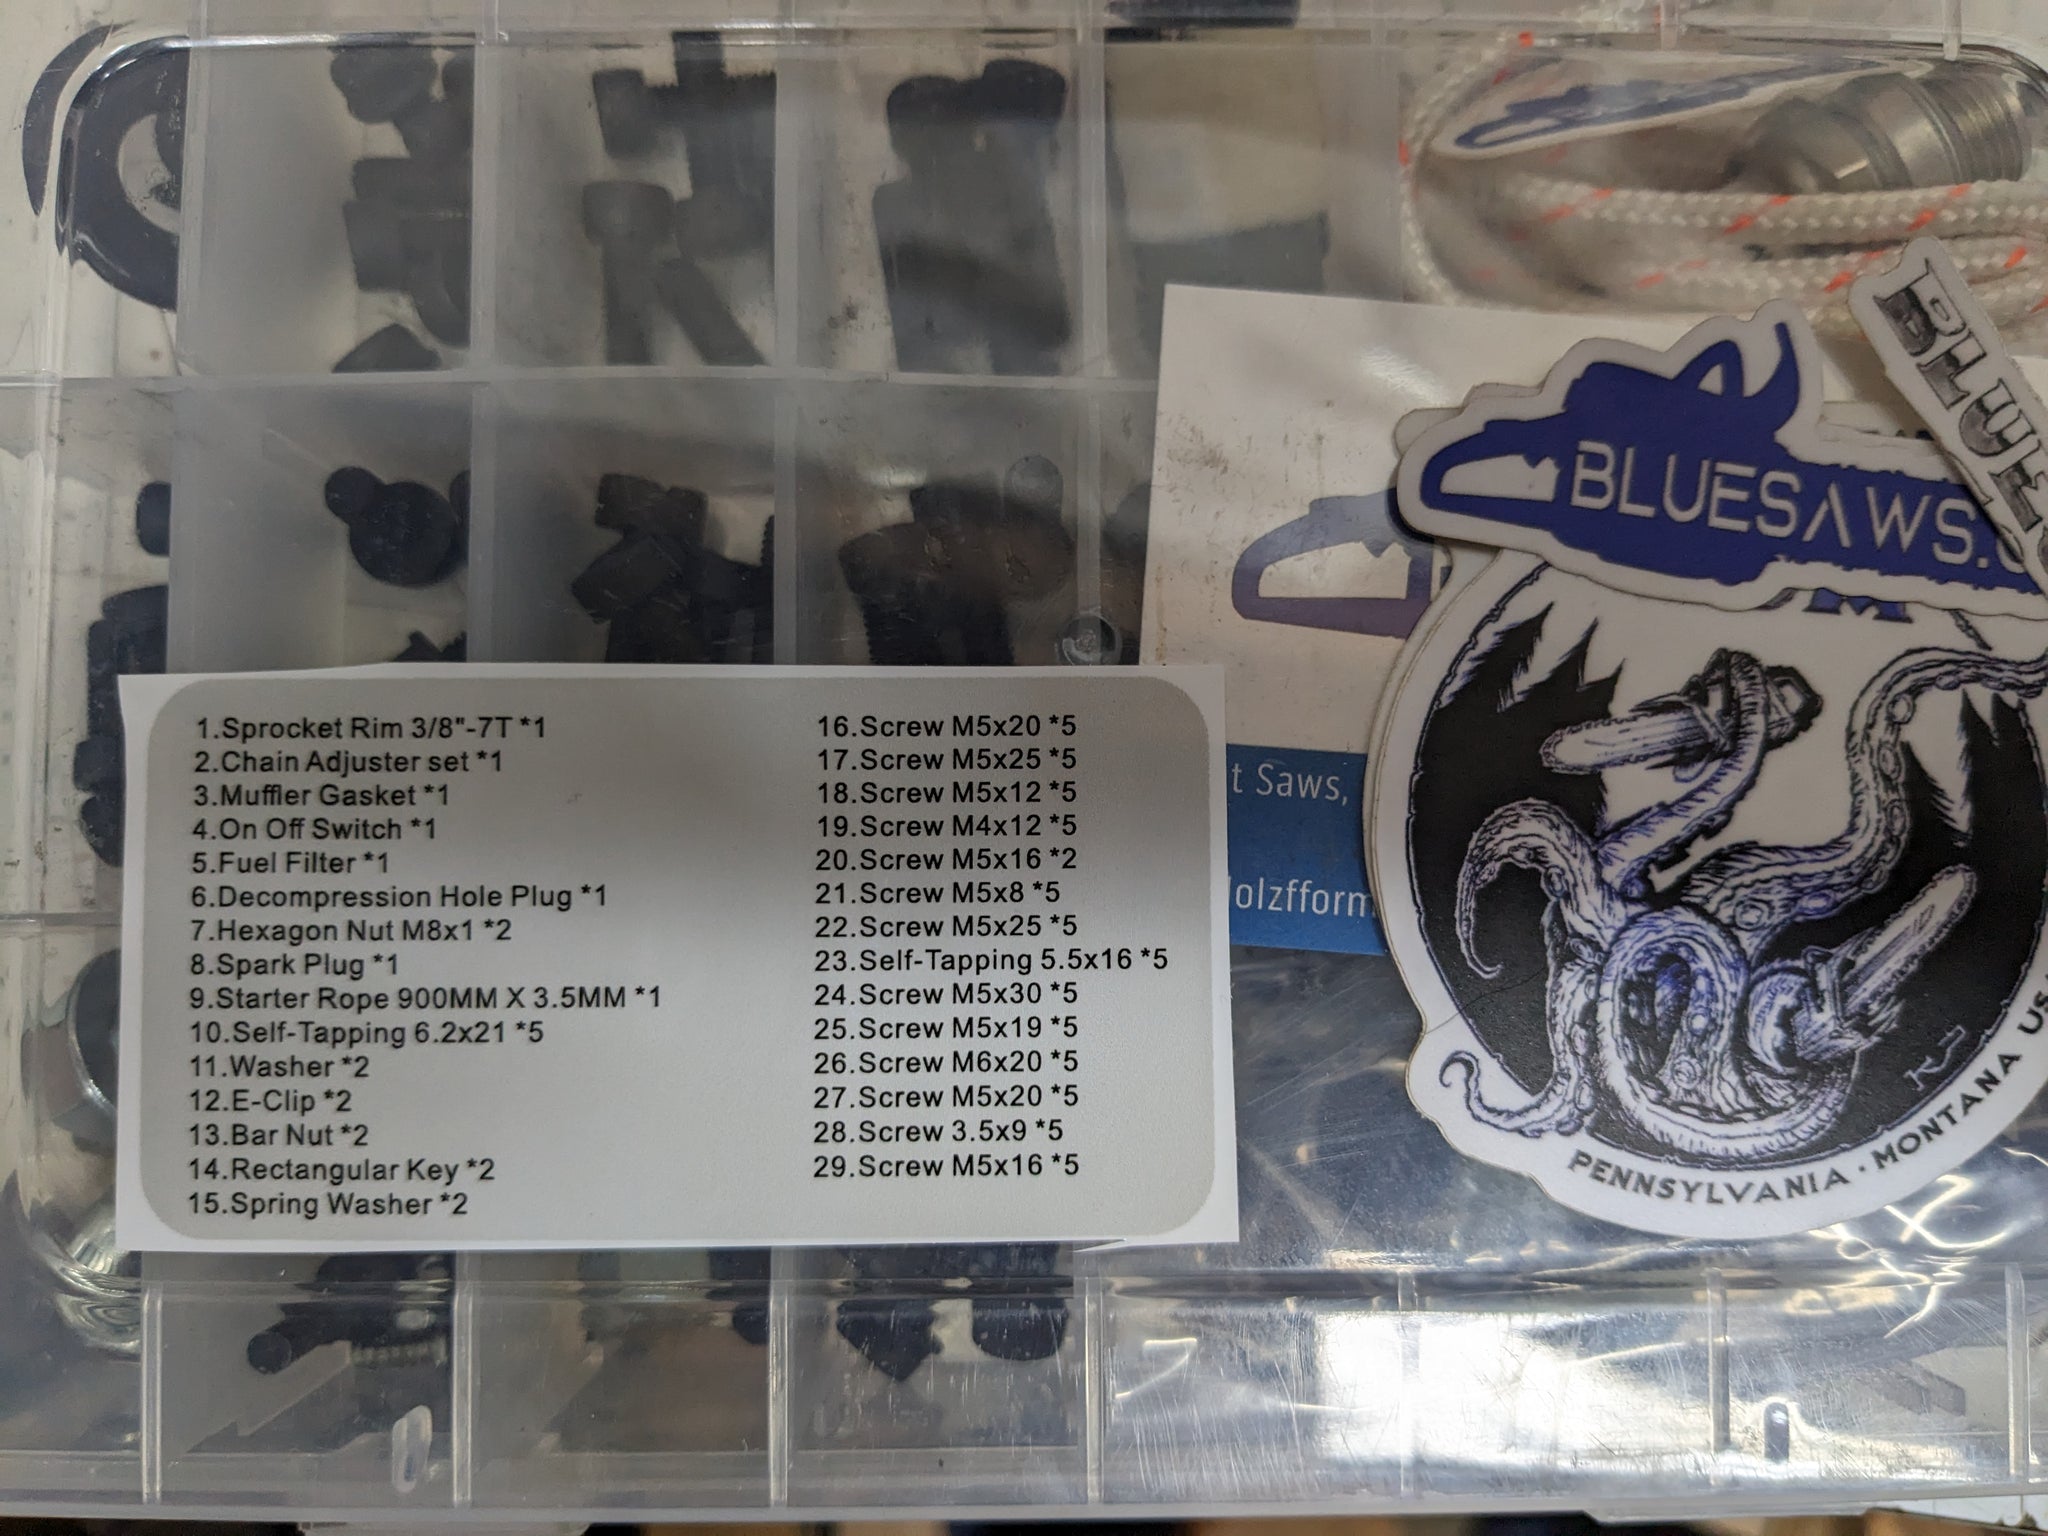 BLUESAWS.
t Saws,
olzfform
PENNSYLVANIA · MONTANA
1.Sprocket Rim 3/8"-7T *1
2.Chain Adjuster set *1
3.Muffler Gasket *1
4.On Off Switch *1
5.Fuel Filter *1
6.Decompression Hole Plug *1
7.Hexagon Nut M8x1 *2
8.Spark Plug *1
9.Starter Rope 900MM X 3.5MM *1
10.Self-Tapping 6.2x21 *5
11.Washer *2
12.E-Clip *2
13.Bar Nut *2
14.Rectangular Key *2
15.Spring Washer *2
16.Screw M5x20 *5
17.Screw M5x25 *5
18.Screw M5x12 *5
19.Screw M4x12 *5
20.Screw M5x16 *2
21.Screw M5x8 *5
22.Screw M5x25 *5
23.Self-Tapping 5.5x16 *5
24.Screw M5x30 *5
25.Screw M5x19 *5
26.Screw M6x20 *5
27.Screw M5x20 *5
28.Screw 3.5x9 *5
29.Screw M5x16 *5